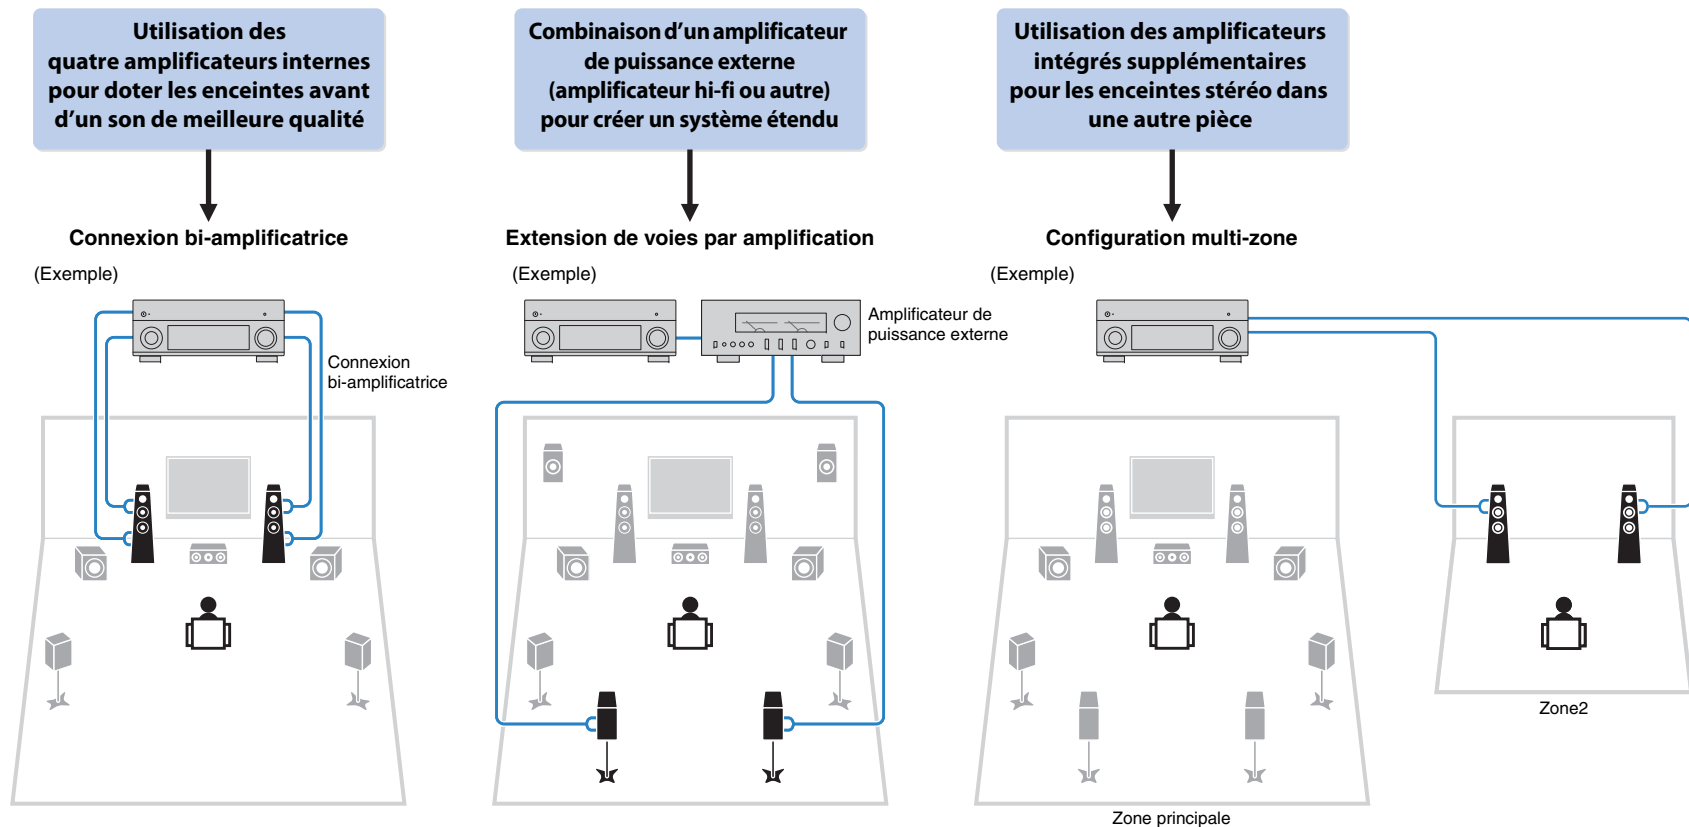 Utilisation des
quatre amplificateurs internes
pour doter les enceintes avant
d’un son de meilleure qualité
Connexion bi-amplificatrice
(Exemple)
Connexion
bi-amplificatrice
Combinaison d’un amplificateur
de puissance externe
(amplificateur hi-fi ou autre)
pour créer un système étendu
Extension de voies par amplification
(Exemple)
Amplificateur de
puissance externe
Utilisation des amplificateurs
intégrés supplémentaires
pour les enceintes stéréo dans
une autre pièce
Configuration multi-zone
(Exemple)
Zone2
Zone principale